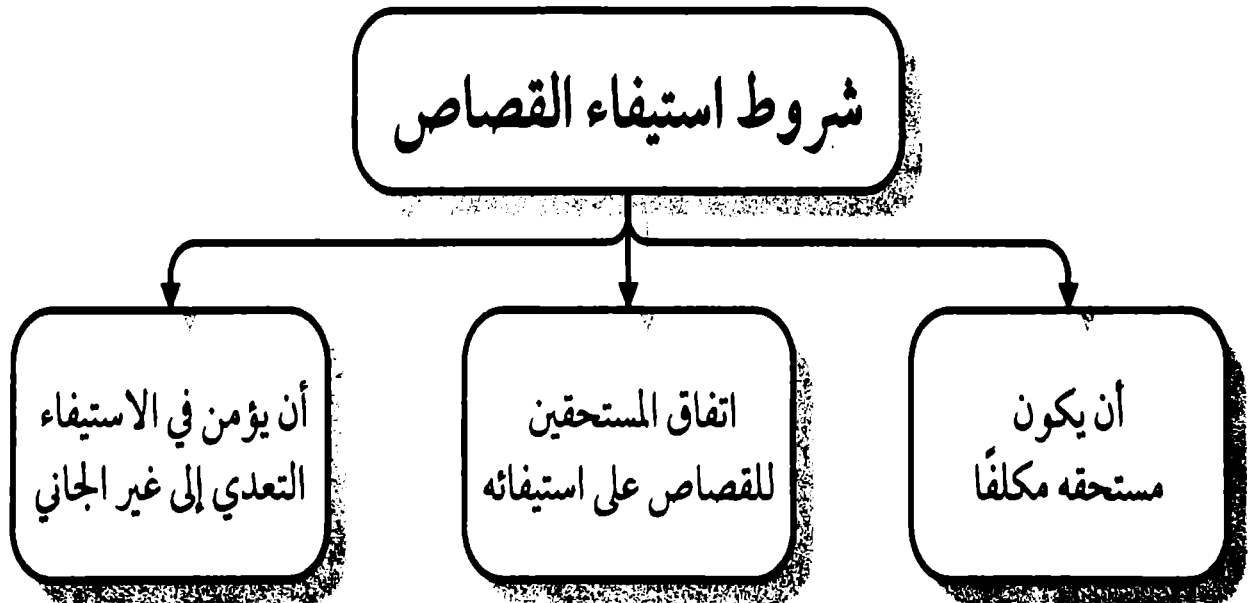 شروط استيفاء القصاص
أن يكون
مستحقه مكلفًا
اتفاق المستحقين
للقصاص على استيفائه
أن يؤمن في الاستيفاء
التعدي إلى غير الجاني